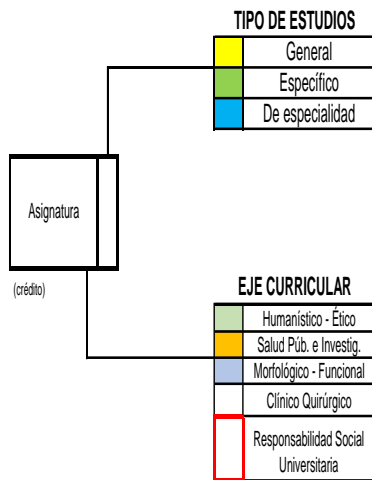 TIPO DE ESTUDIOS
General
Específico
De especialidad
Asignatura
(crédito)
EJE CURRICULAR
Humanístico - Ético
Salud Púb. e Investig.
Morfológico - Funcional
Clínico Quirúrgico
Responsabilidad Social
Universitaria